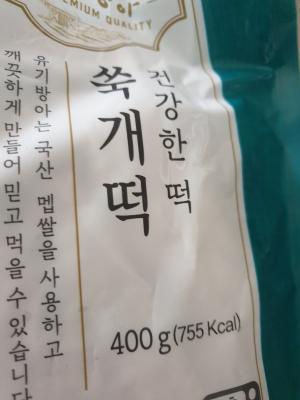 EMIUM QUALITY
건강한 떡
쑥개떡
유기방아는 국산 멥쌀을 사용하고
깨끗하게 만들어 믿고 먹을 수 있습니다
400 g (755 Kcal)